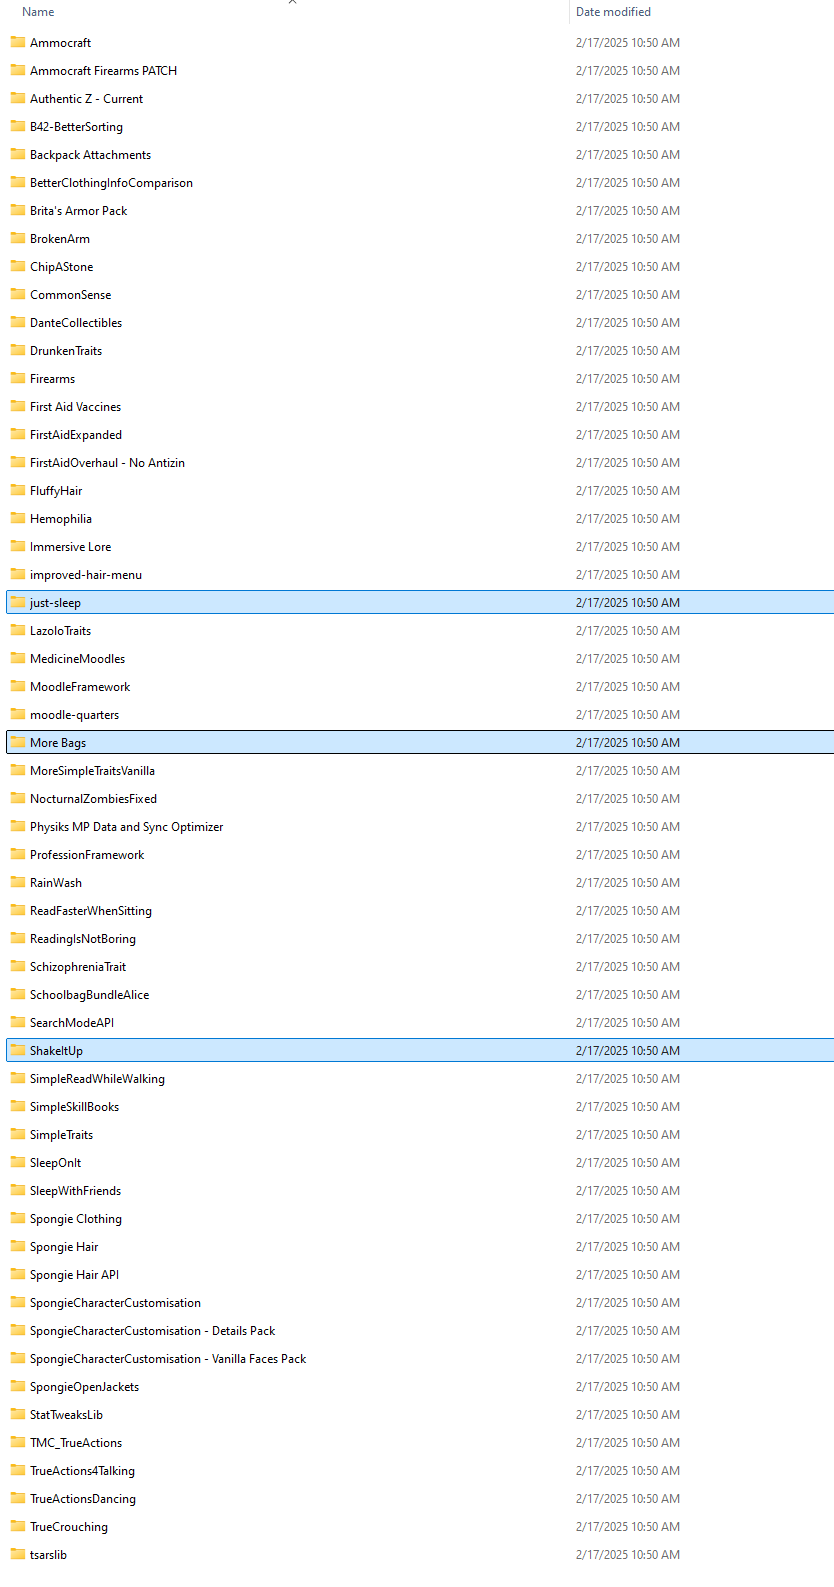 Name Date modified
Ammocraft 2/17/2025 10:50 AM
Ammocraft Firearms PATCH 2/17/2025 10:50 AM
Authentic Z - Current 2/17/2025 10:50 AM
B42-BetterSorting 2/17/2025 10:50 AM
Backpack Attachments 2/17/2025 10:50 AM
BetterClothingInfoComparison 2/17/2025 10:50 AM
Brita's Armor Pack 2/17/2025 10:50 AM
BrokenArm 2/17/2025 10:50 AM
ChipAStone 2/17/2025 10:50 AM
CommonSense 2/17/2025 10:50 AM
DanteCollectibles 2/17/2025 10:50 AM
DrunkenTraits 2/17/2025 10:50 AM
Firearms 2/17/2025 10:50 AM
First Aid Vaccines 2/17/2025 10:50 AM
FirstAidExpanded 2/17/2025 10:50 AM
FirstAidOverhaul - No Antizin 2/17/2025 10:50 AM
FluffyHair 2/17/2025 10:50 AM
Hemophilia 2/17/2025 10:50 AM
Immersive Lore 2/17/2025 10:50 AM
improved-hair-menu 2/17/2025 10:50 AM
just-sleep 2/17/2025 10:50 AM
LazoloTraits 2/17/2025 10:50 AM
MedicineMoodles 2/17/2025 10:50 AM
MoodleFramework 2/17/2025 10:50 AM
moodle-quarters 2/17/2025 10:50 AM
More Bags 2/17/2025 10:50 AM
MoreSimpleTraitsVanilla 2/17/2025 10:50 AM
NocturnalZombiesFixed 2/17/2025 10:50 AM
Physiks MP Data and Sync Optimizer 2/17/2025 10:50 AM
ProfessionFramework 2/17/2025 10:50 AM
RainWash 2/17/2025 10:50 AM
ReadFasterWhenSitting 2/17/2025 10:50 AM
ReadingIsNotBoring 2/17/2025 10:50 AM
SchizophreniaTrait 2/17/2025 10:50 AM
SchoolbagBundleAlice 2/17/2025 10:50 AM
SearchModeAPI 2/17/2025 10:50 AM
ShakeItUp 2/17/2025 10:50 AM
SimpleReadWhileWalking 2/17/2025 10:50 AM
SimpleSkillBooks 2/17/2025 10:50 AM
SimpleTraits 2/17/2025 10:50 AM
SleepOnIt 2/17/2025 10:50 AM
SleepWithFriends 2/17/2025 10:50 AM
Spongie Clothing 2/17/2025 10:50 AM
Spongie Hair 2/17/2025 10:50 AM
Spongie Hair API 2/17/2025 10:50 AM
SpongieCharacterCustomisation 2/17/2025 10:50 AM
SpongieCharacterCustomisation - Details Pack 2/17/2025 10:50 AM
SpongieCharacterCustomisation - Vanilla Faces Pack 2/17/2025 10:50 AM
SpongieOpenJackets 2/17/2025 10:50 AM
StatTweaksLib 2/17/2025 10:50 AM
TMC_TrueActions 2/17/2025 10:50 AM
TrueActions4Talking 2/17/2025 10:50 AM
TrueActionsDancing 2/17/2025 10:50 AM
TrueCrouching 2/17/2025 10:50 AM
tsarslib 2/17/2025 10:50 AM